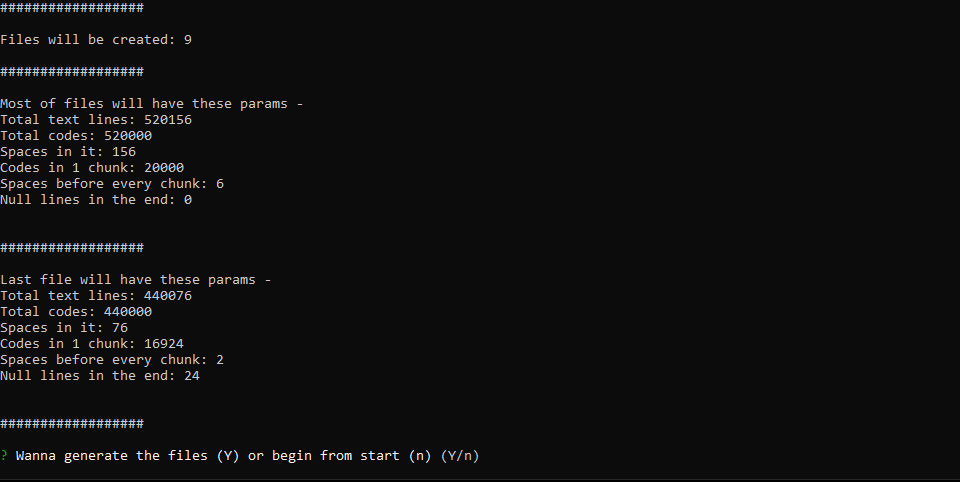 ##################
Files will be created: 9
##################
Most of files will have these params -
Total text lines: 520156
Total codes: 520000
Spaces in it: 156
Codes in 1 chunk: 20000
Spaces before every chunk: 6
Null lines in the end: 0
##################
Last file will have these params -
Total text lines: 440076
Total codes: 440000
Spaces in it: 76
Codes in 1 chunk: 16924
Spaces before every chunk: 2
Null lines in the end: 24
##################
? Wanna generate the files (Y) or begin from start (n) (Y/n)